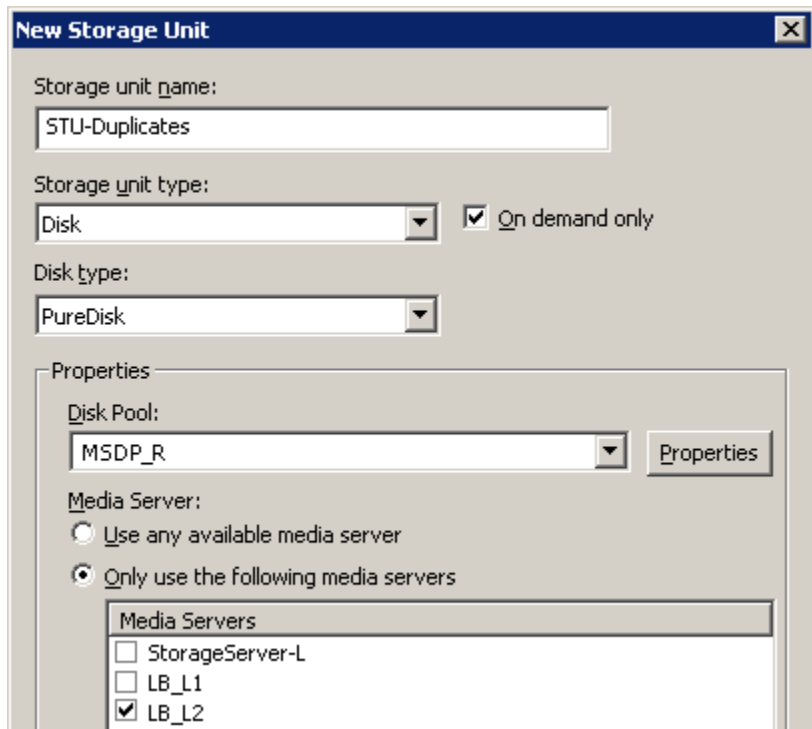 New Storage Unit
Storage unit name:
STU-Duplicates
Storage unit type:
Disk On demand only
Disk type:
PureDisk
Properties
Disk Pool:
MSDP_R Properties
Media Server:
Use any available media server
Only use the following media servers
Media Servers
StorageServer-L
LB_L1
LB_L2